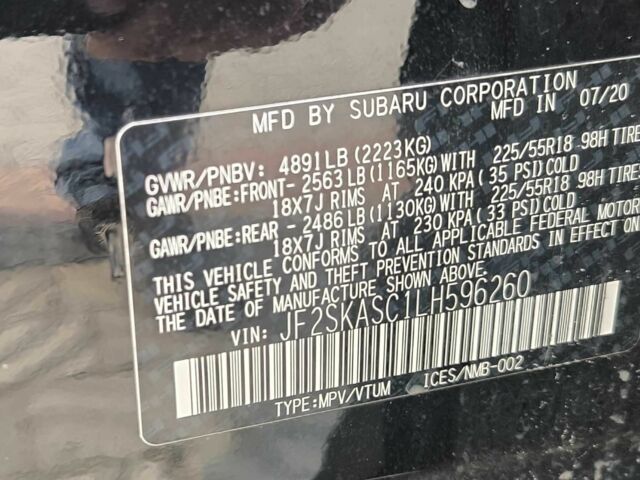 MFD BY SUBARU CORPORATION
MFD IN 07/20
GVWR/PNBV: 4891LB (2223KG)
GAWR/PNBE:FRONT- 2563LB (1165KG) WITH 225/55R18 98H TIRES
18X7J RIMS AT 240 KPA( 35 PSI) COLD
GAWR/PNBE:REAR - 2486LB (1130KG) WITH 225/55R18 98H TIRES
18X7J RIMS AT 230 KPA( 33 PSI) COLD
THIS VEHICLE CONFORMS TO ALL APPLICABLE FEDERAL MOTOR
VEHICLE SAFETY AND THEFT PREVENTION STANDARDS IN EFFECT ON
THE DATE OF MANUFACTURE SHOWN ABOVE.
VIN: JF2SKASC1LH596260
TYPE:MPV/VTUM ICES/NMB-002